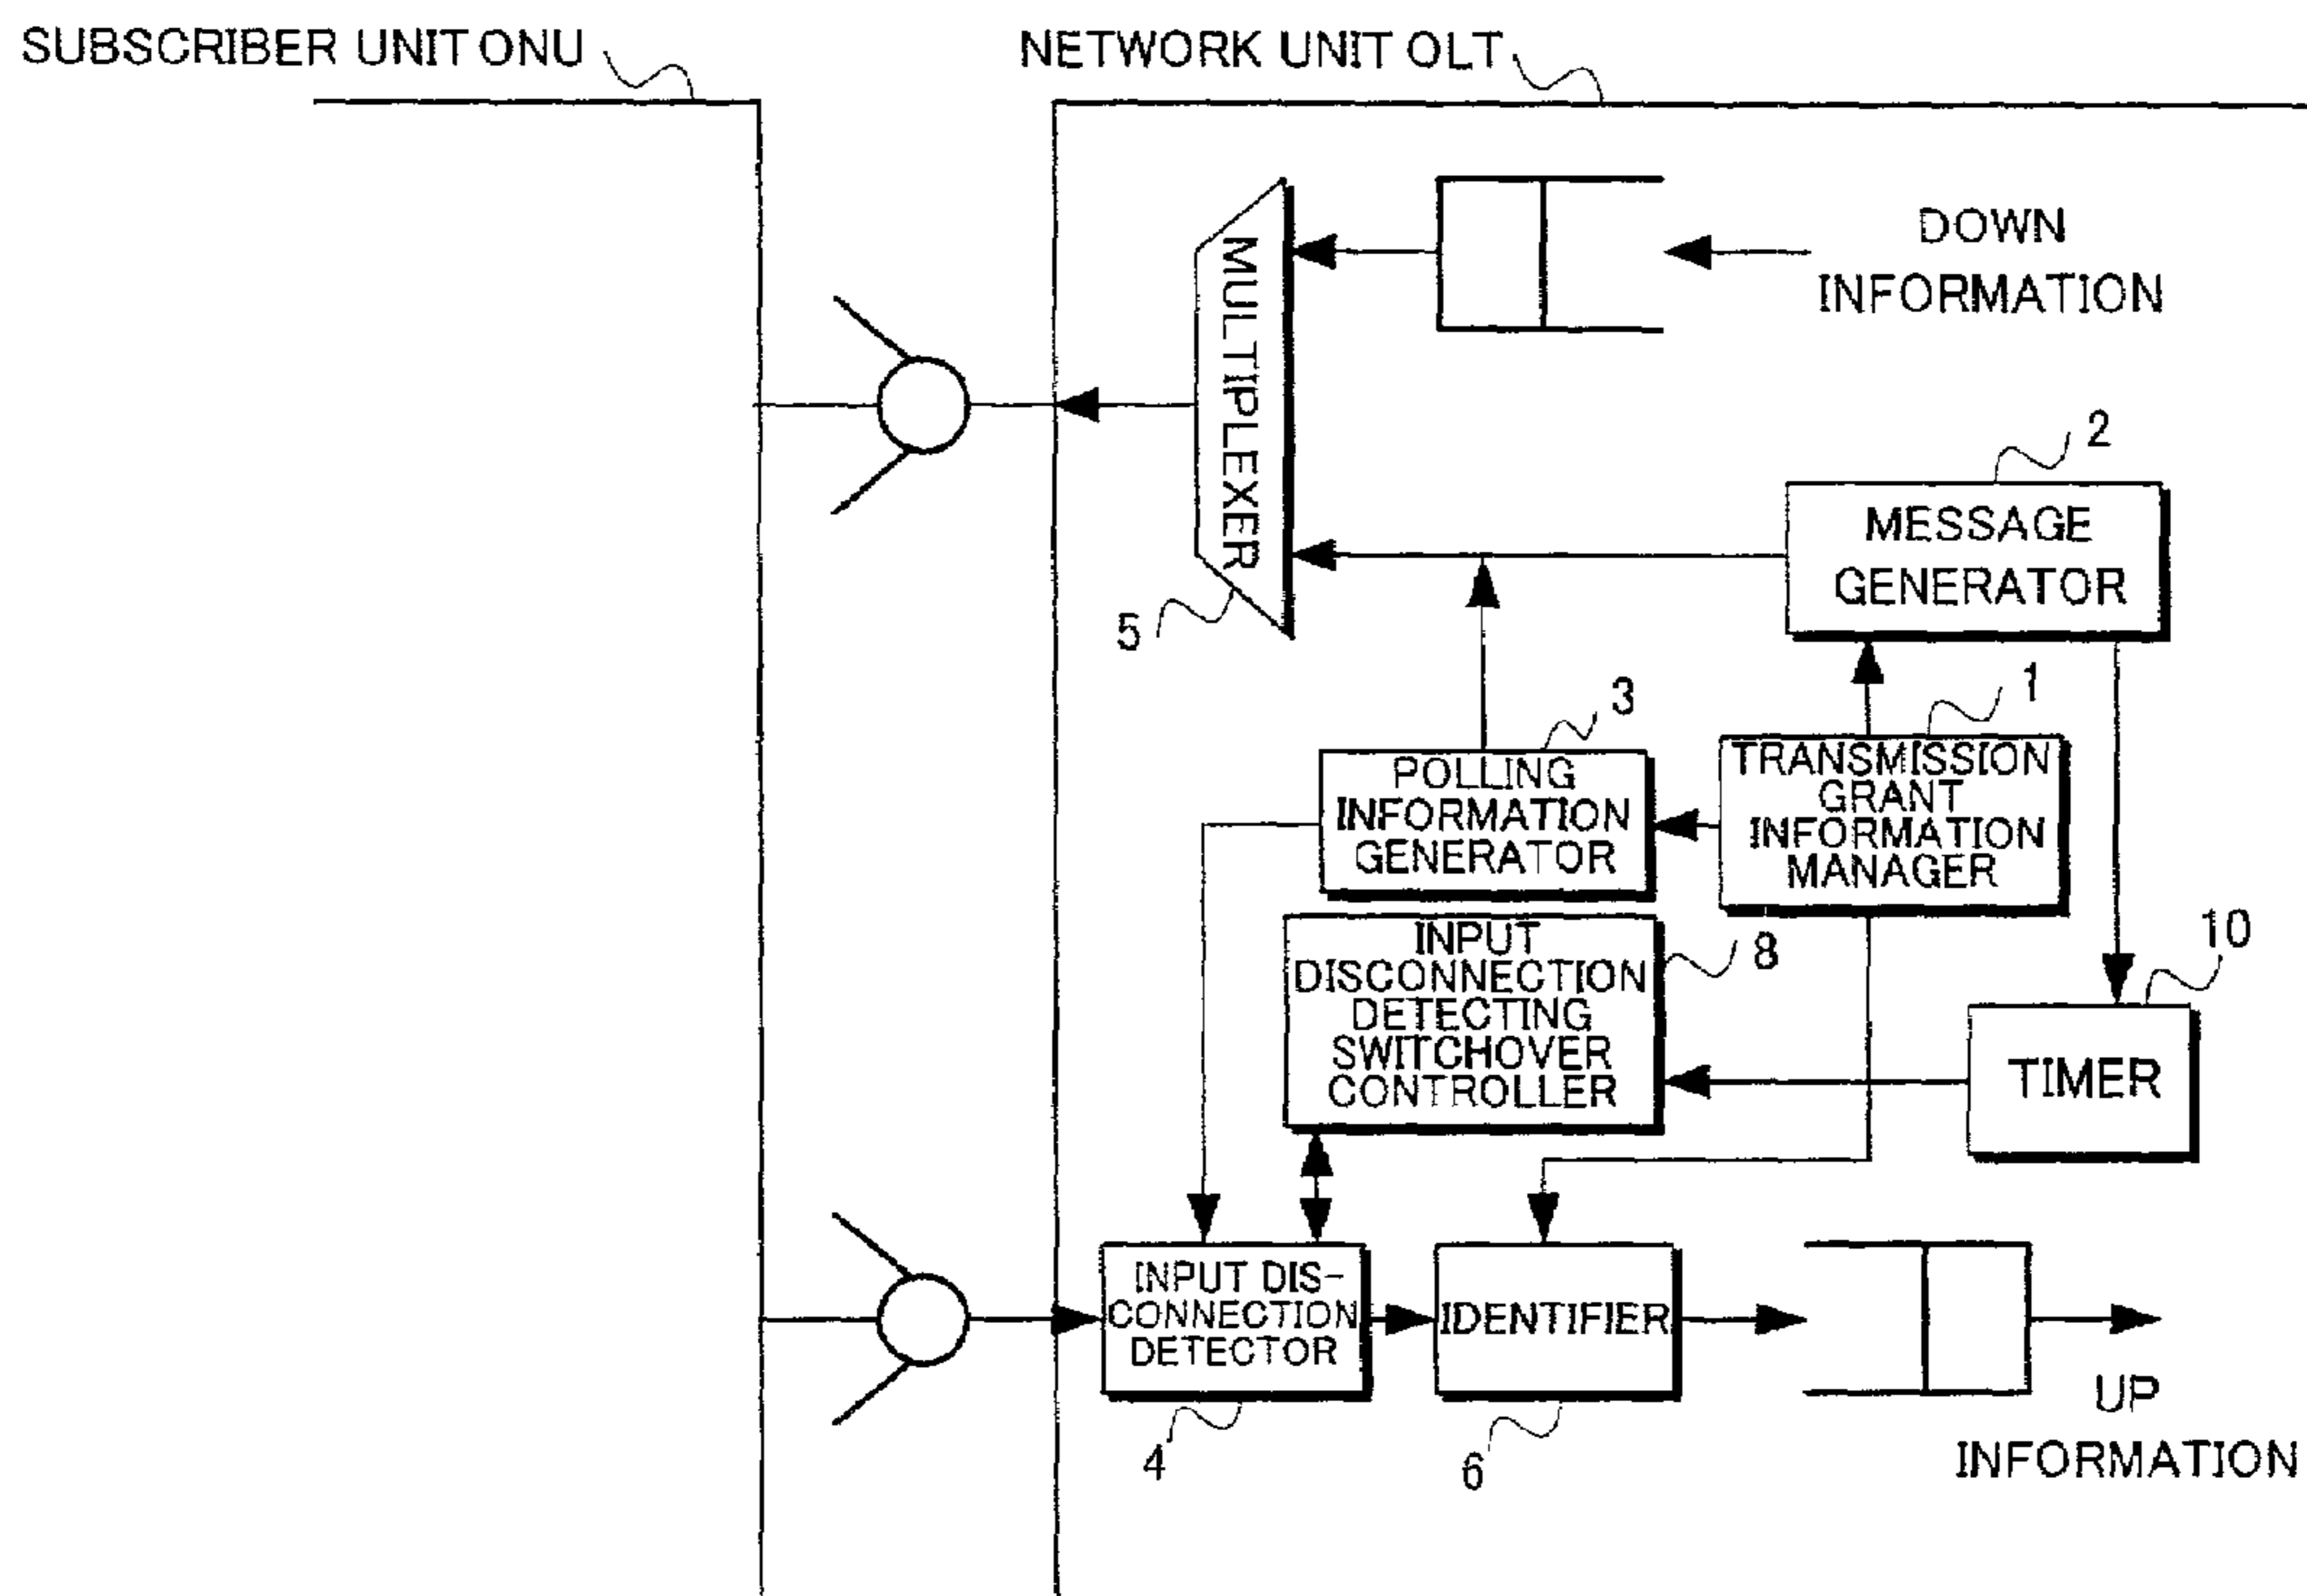 SUBSCRIBER UNIT ONU
NETWORK UNIT OLT
DOWN
INFORMATION
MULTIPLEXER
5
2
MESSAGE
GENERATOR
3
POLLING
INFORMATION
GENERATOR
1
TRANSMISSION
GRANT
INFORMATION
MANAGER
8
INPUT
DISCONNECTION
DETECTING
SWITCHOVER
CONTROLLER
10
TIMER
INPUT DIS-
CONNECTION
DETECTOR
4
IDENTIFIER
6
UP
INFORMATION